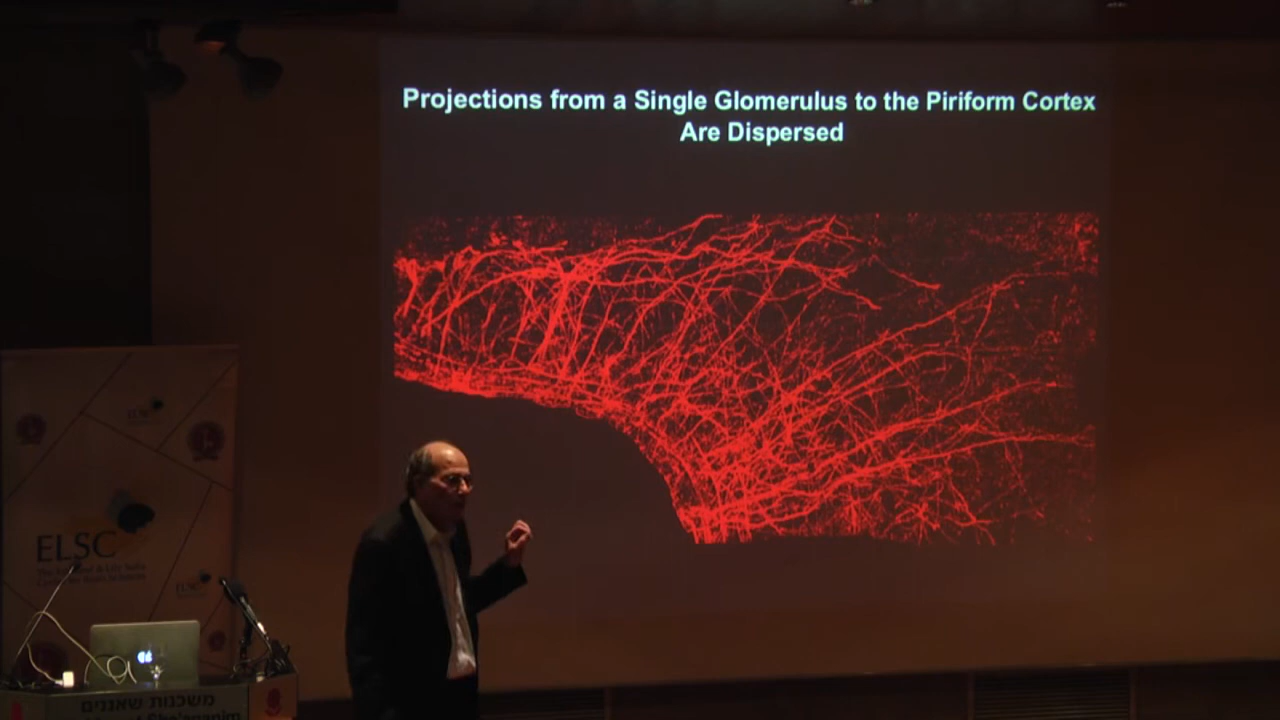 Projections from a Single Glomerulus to the Piriform Cortex
Are Dispersed
ELSC
משכנות שאננים